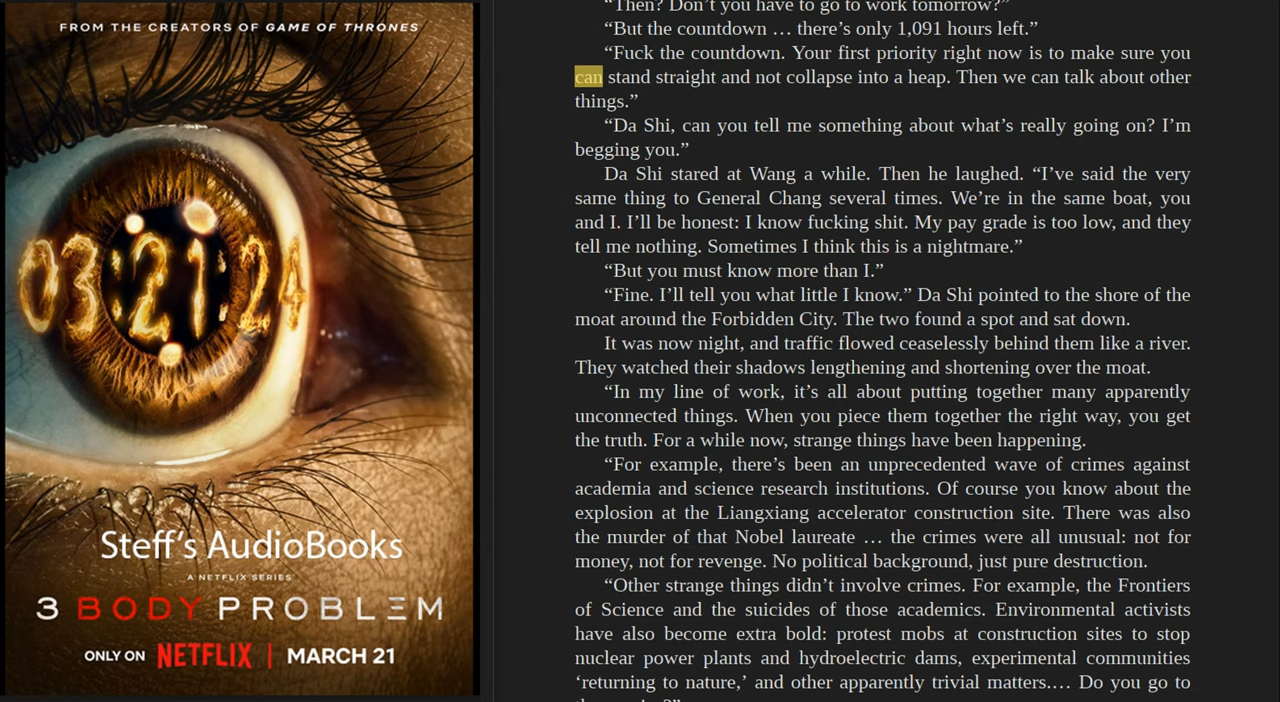 FROM THE CREATORS OF GAME OF THRONES
03:21:24
Steff's AudioBooks
A NETFLIX SERIES
3 BODY PROBLEM
ONLY ON NETFLIX | MARCH 21
“Then? Don’t you have to go to work tomorrow?”
“But the countdown … there’s only 1,091 hours left.”
“Fuck the countdown. Your first priority right now is to make sure you
can stand straight and not collapse into a heap. Then we can talk about other
things.”
“Da Shi, can you tell me something about what’s really going on? I’m
begging you.”
Da Shi stared at Wang a while. Then he laughed. “I’ve said the very
same thing to General Chang several times. We’re in the same boat, you
and I. I’ll be honest: I know fucking shit. My pay grade is too low, and they
tell me nothing. Sometimes I think this is a nightmare.”
“But you must know more than I.”
“Fine. I’ll tell you what little I know.” Da Shi pointed to the shore of the
moat around the Forbidden City. The two found a spot and sat down.
It was now night, and traffic flowed ceaselessly behind them like a river.
They watched their shadows lengthening and shortening over the moat.
“In my line of work, it’s all about putting together many apparently
unconnected things. When you piece them together the right way, you get
the truth. For a while now, strange things have been happening.
“For example, there’s been an unprecedented wave of crimes against
academia and science research institutions. Of course you know about the
explosion at the Liangxiang accelerator construction site. There was also
the murder of that Nobel laureate … the crimes were all unusual: not for
money, not for revenge. No political background, just pure destruction.
“Other strange things didn’t involve crimes. For example, the Frontiers
of Science and the suicides of those academics. Environmental activists
have also become extra bold: protest mobs at construction sites to stop
nuclear power plants and hydroelectric dams, experimental communities
‘returning to nature,’ and other apparently trivial matters.… Do you go to